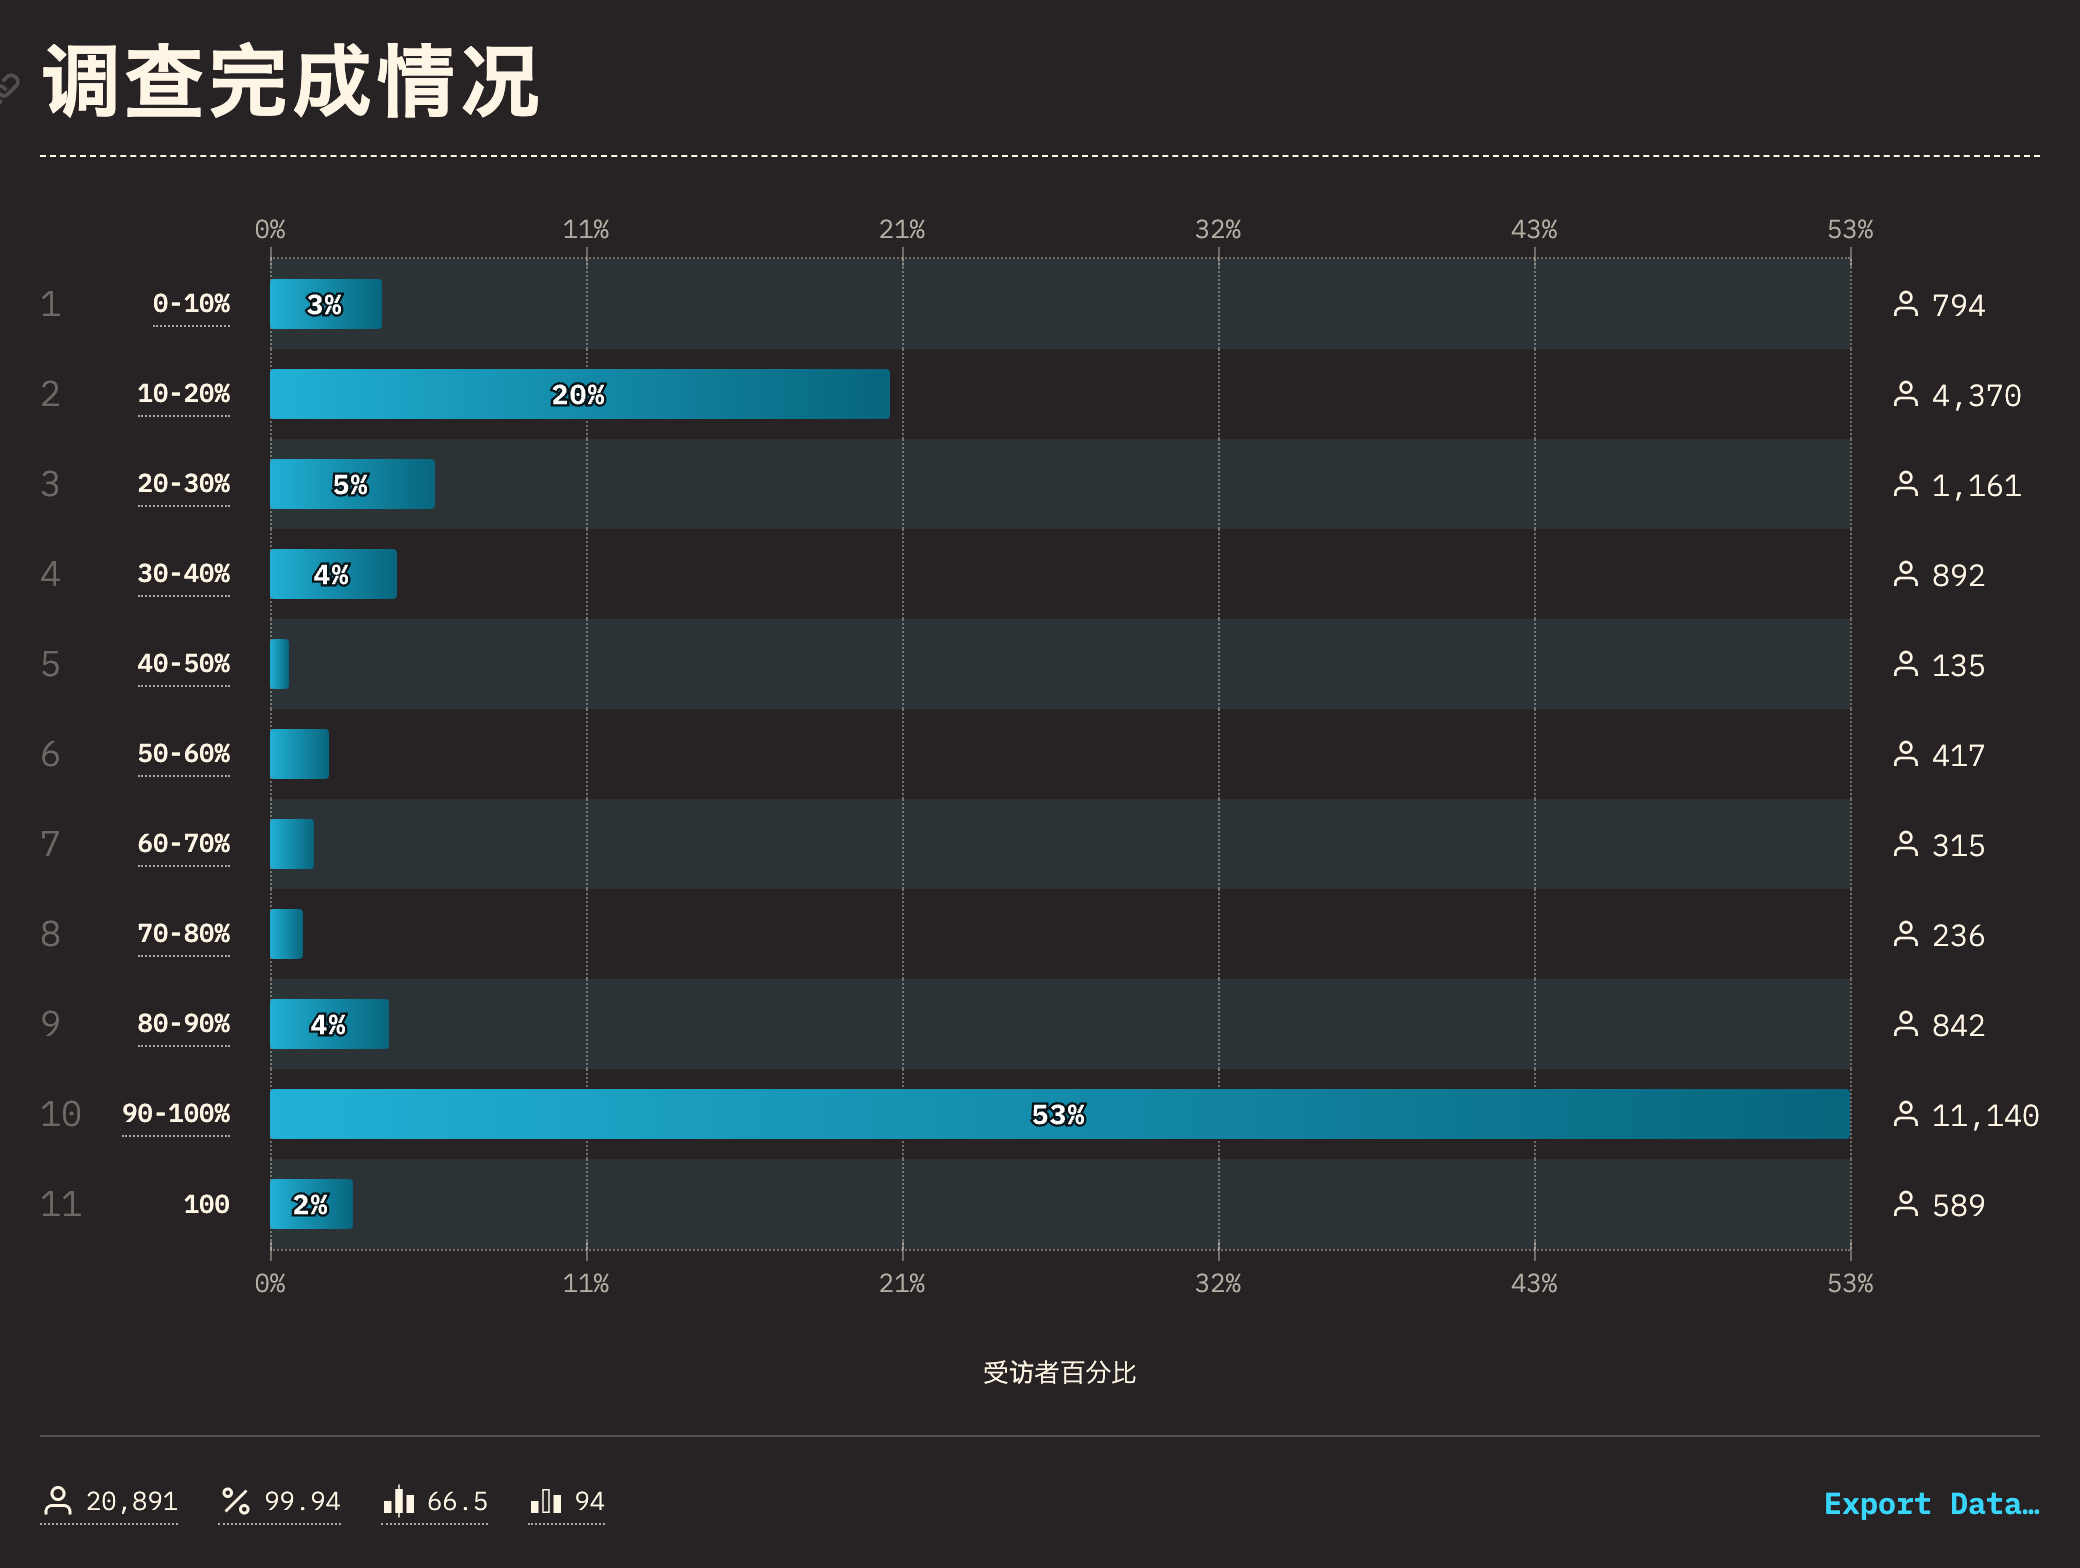 调查完成情况
0% 11% 21% 32% 43% 53%
1 0-10% 3% 794
2 10-20% 20% 4,370
3 20-30% 5% 1,161
4 30-40% 4% 892
5 40-50% 135
6 50-60% 417
7 60-70% 315
8 70-80% 236
9 80-90% 4% 842
10 90-100% 53% 11,140
11 100 2% 589
0% 11% 21% 32% 43% 53%
受访者百分比
20,891 % 99.94 66.5 94 Export Data…